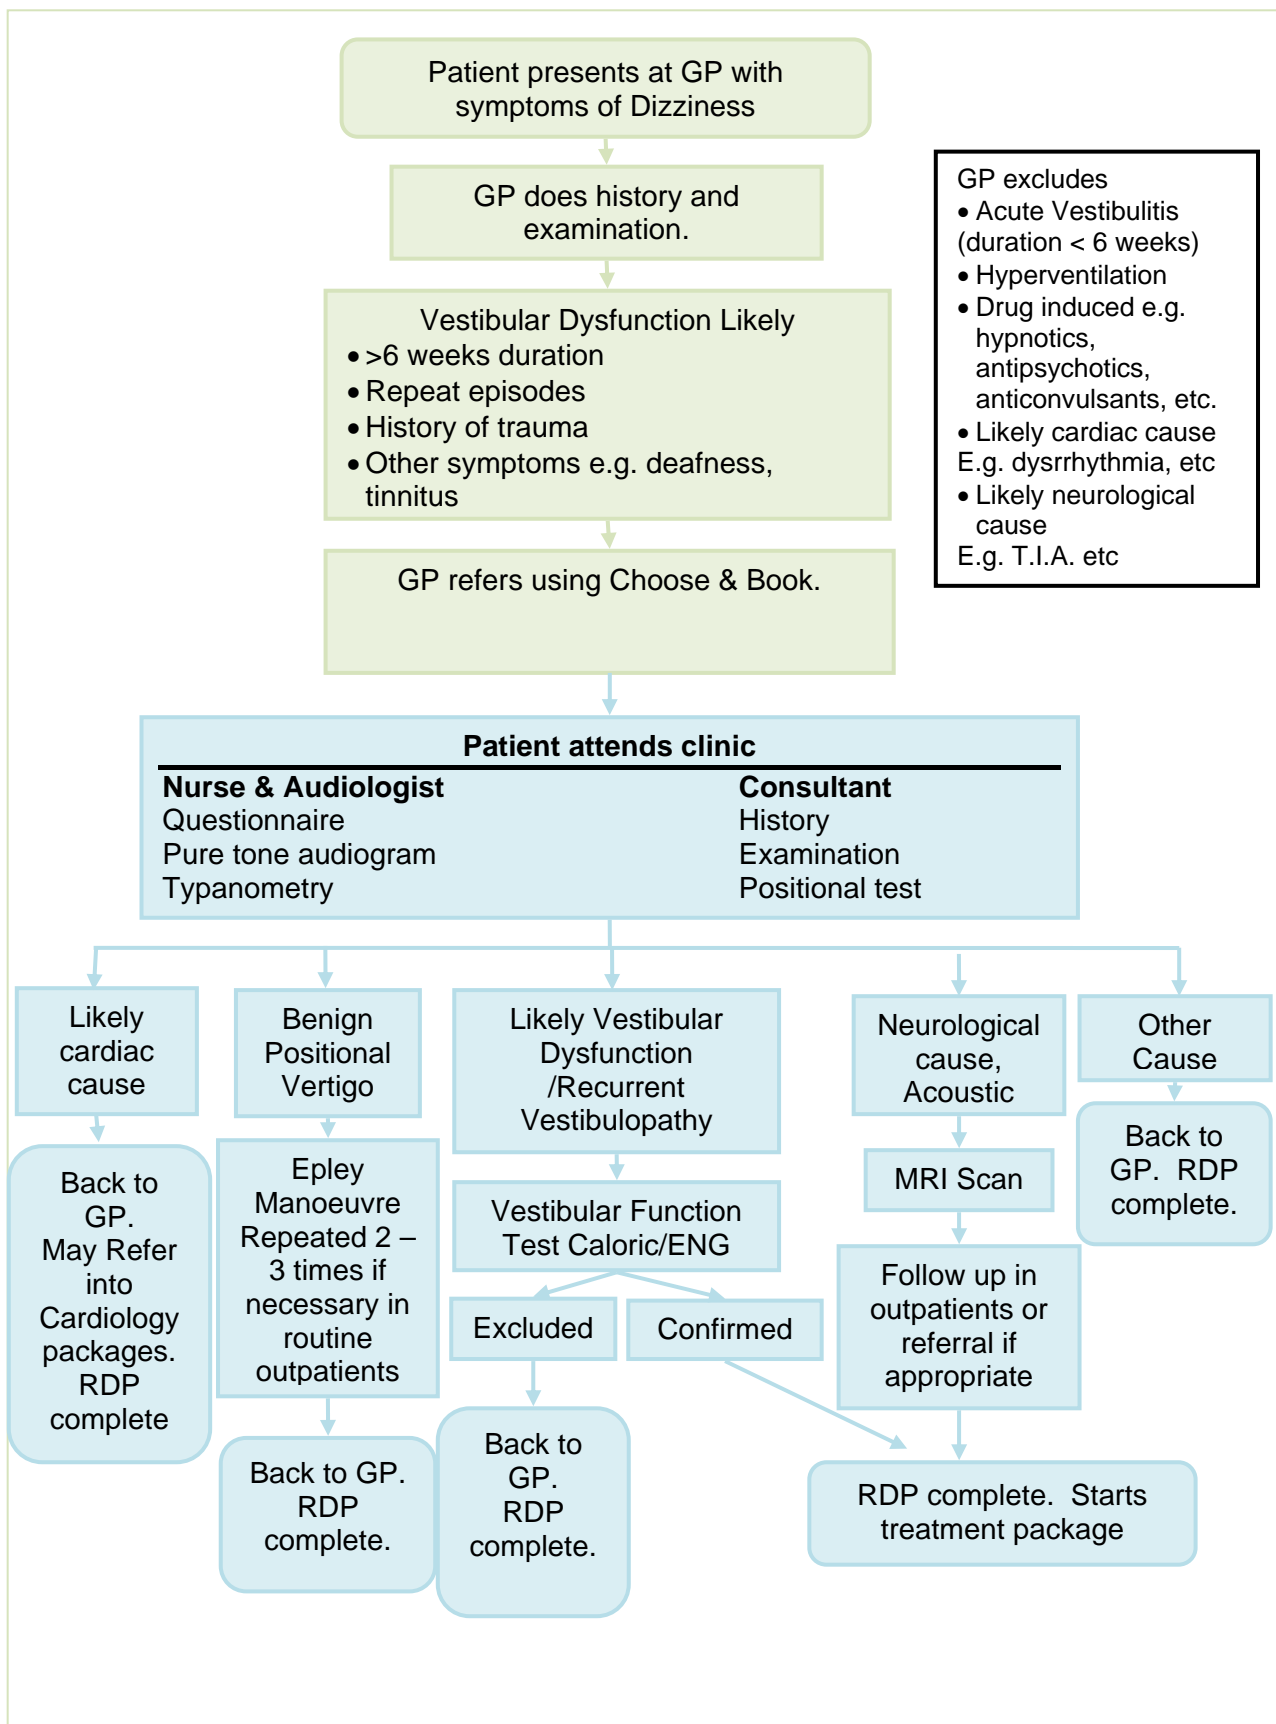 Patient presents at GP with
symptoms of Dizziness
GP does history and
examination.
Vestibular Dysfunction Likely
• >6 weeks duration
• Repeat episodes
• History of trauma
• Other symptoms e.g. deafness,
tinnitus
GP refers using Choose & Book.
GP excludes
• Acute Vestibulitis
(duration < 6 weeks)
• Hyperventilation
• Drug induced e.g.
hypnotics,
antipsychotics,
anticonvulsants, etc.
• Likely cardiac cause
E.g. dysrrhythmia, etc
• Likely neurological
cause
E.g. T.I.A. etc
Patient attends clinic
Nurse & Audiologist
Questionnaire
Pure tone audiogram
Typanometry
Consultant
History
Examination
Positional test
Likely
cardiac
cause
Back to
GP.
May Refer
into
Cardiology
packages.
RDP
complete
Benign
Positional
Vertigo
Epley
Manoeuvre
Repeated 2 –
3 times if
necessary in
routine
outpatients
Back to GP.
RDP
complete.
Likely Vestibular
Dysfunction
/Recurrent
Vestibulopathy
Vestibular Function
Test Caloric/ENG
Excluded
Confirmed
Back to
GP.
RDP
complete.
Neurological
cause,
Acoustic
MRI Scan
Follow up in
outpatients or
referral if
appropriate
RDP complete.  Starts
treatment package
Other
Cause
Back to
GP.  RDP
complete.